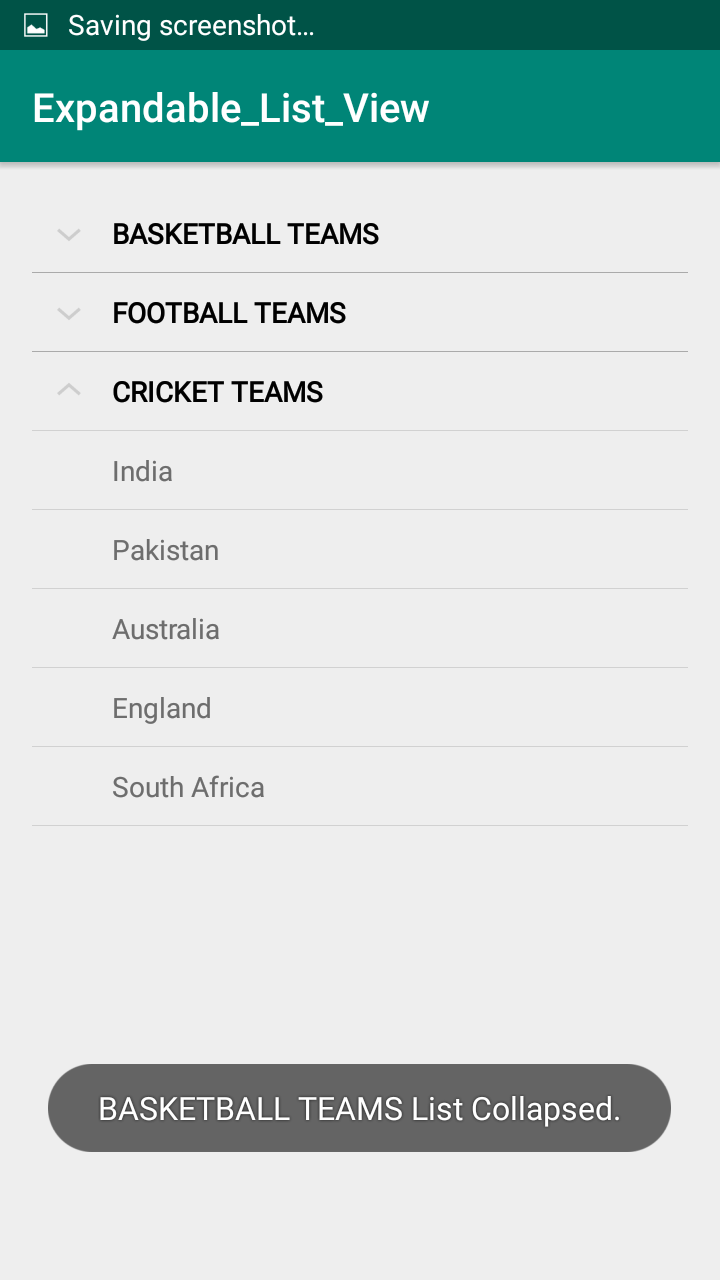 Saving screenshot...
Expandable_List_View
BASKETBALL TEAMS
FOOTBALL TEAMS
CRICKET TEAMS
India
Pakistan
Australia
England
South Africa
BASKETBALL TEAMS List Collapsed.